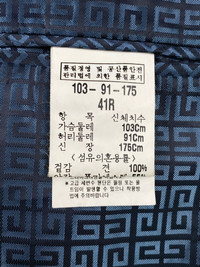 품질경영 및 공산품안전
관리법에 의한 품질표시
103-91-175
41R
항 목 신체치수
가슴둘레 103Cm
허리둘레 91Cm
신 장 175Cm
(섬유의혼용률)
겉감 견 100%